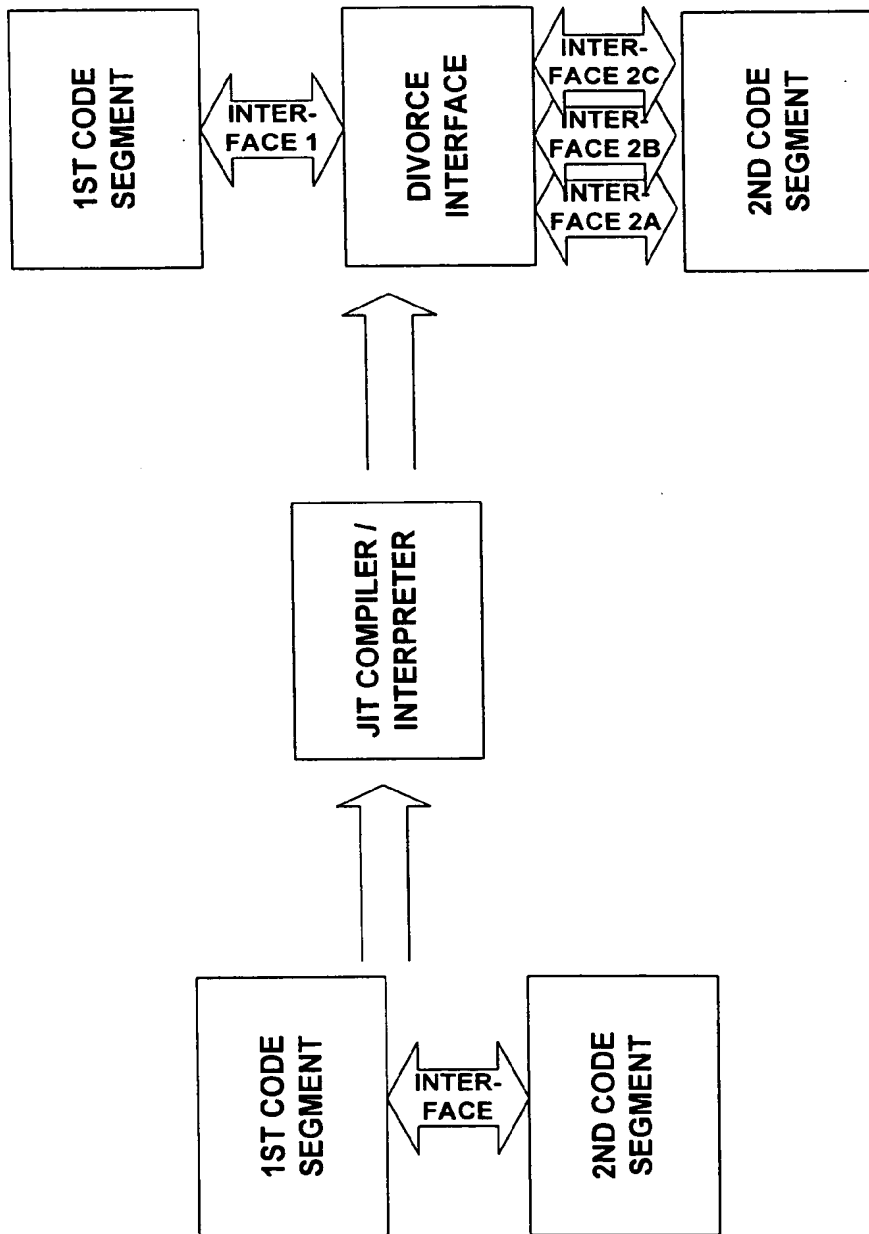 1ST CODE
SEGMENT
INTER-
FACE 1
DIVORCE
INTERFACE
INTER-
FACE 2C
INTER-
FACE 2B
INTER-
FACE 2A
2ND CODE
SEGMENT
JIT COMPILER /
INTERPRETER
1ST CODE
SEGMENT
INTER-
FACE
2ND CODE
SEGMENT